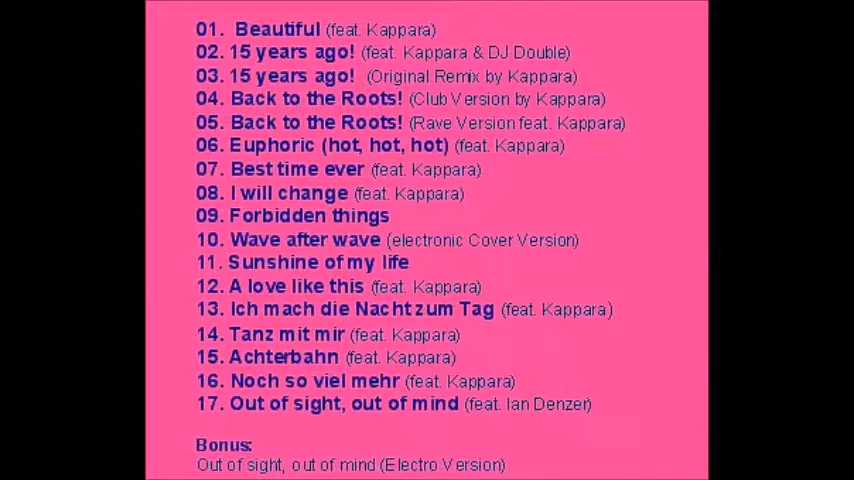 01. Beautiful (feat. Kappara)
02. 15 years ago! (feat. Kappara & DJ Double)
03. 15 years ago! (Original Remix by Kappara)
04. Back to the Roots! (Club Version by Kappara)
05. Back to the Roots! (Rave Version feat. Kappara)
06. Euphoric (hot, hot, hot) (feat. Kappara)
07. Best time ever (feat. Kappara)
08. I will change (feat. Kappara)
09. Forbidden things
10. Wave after wave (electronic Cover Version)
11. Sunshine of my life
12. A love like this (feat. Kappara)
13. Ich mach die Nacht zum Tag (feat. Kappara)
14. Tanz mit mir (feat. Kappara)
15. Achterbahn (feat. Kappara)
16. Noch so viel mehr (feat. Kappara)
17. Out of sight, out of mind (feat. Ian Denzer)
Bonus:
Out of sight, out of mind (Electro Version)